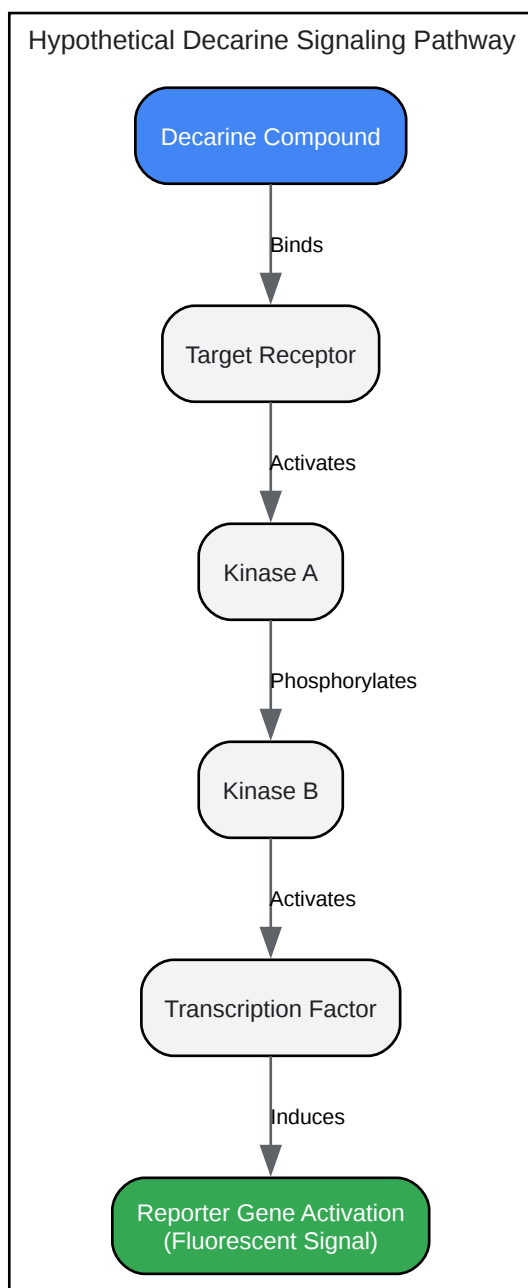 Hypothetical Decarine Signaling Pathway
Decarine Compound
Binds
Target Receptor
Activates
Kinase A
Phosphorylates
Kinase B
Activates
Transcription Factor
Induces
Reporter Gene Activation
(Fluorescent Signal)